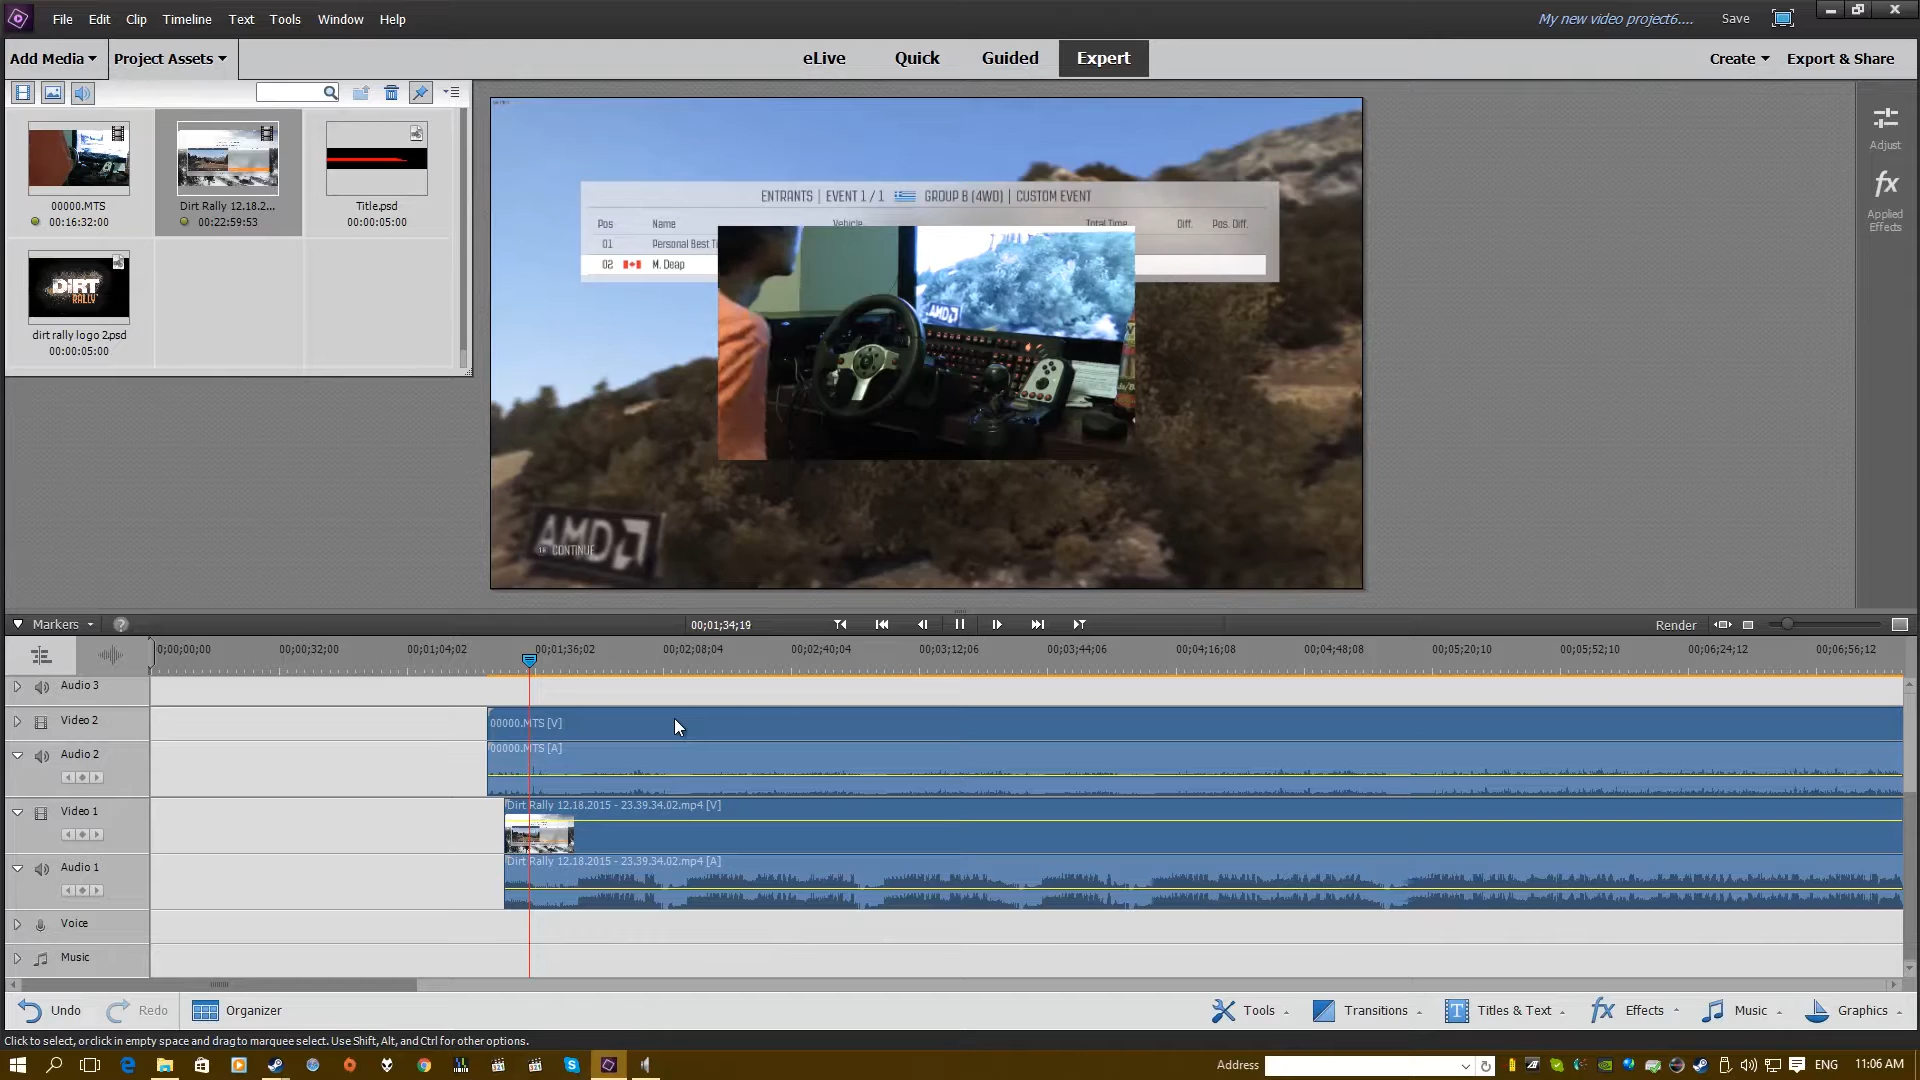 File Edit Clip Timeline Text Tools Window Help
My new video project6.... Save
Add Media Project Assets
eLive Quick Guided Expert
Create Export & Share
00000.MTS
00:16:32:00
Dirt Rally 12.18.2...
00:22:59:53
Title.psd
00:00:05:00
DiRT
RALLY
dirt rally logo 2.psd
00:00:05:00
ENTRANTS | EVENT 1 / 1 GROUP B (4WD) | CUSTOM EVENT
Pos Name Vehicle Total Time Diff. Pos. Diff.
01 Personal Best Ti
02 M. Deap
AMD
AMD
CONTINUE
Adjust
fx
Applied
Effects
Markers ?
00;01;34;19
Render
0;00;00;00 00;00;32;00 00;01;04;02 00;01;36;02 00;02;08;04 00;02;40;04 00;03;12;06 00;03;44;06 00;04;16;08 00;04;48;08 00;05;20;10 00;05;52;10 00;06;24;12 00;06;56;12
Audio 3
Video 2
00000.MTS [V]
Audio 2
00000.MTS [A]
Video 1
Dirt Rally 12.18.2015 - 23.39.34.02.mp4 [V]
Audio 1
Dirt Rally 12.18.2015 - 23.39.34.02.mp4 [A]
Voice
Music
Undo Redo Organizer
Tools Transitions T Titles & Text fx Effects Music Graphics
Click to select, or click in empty space and drag to marquee select. Use Shift, Alt, and Ctrl for other options.
Address
ENG 11:06 AM